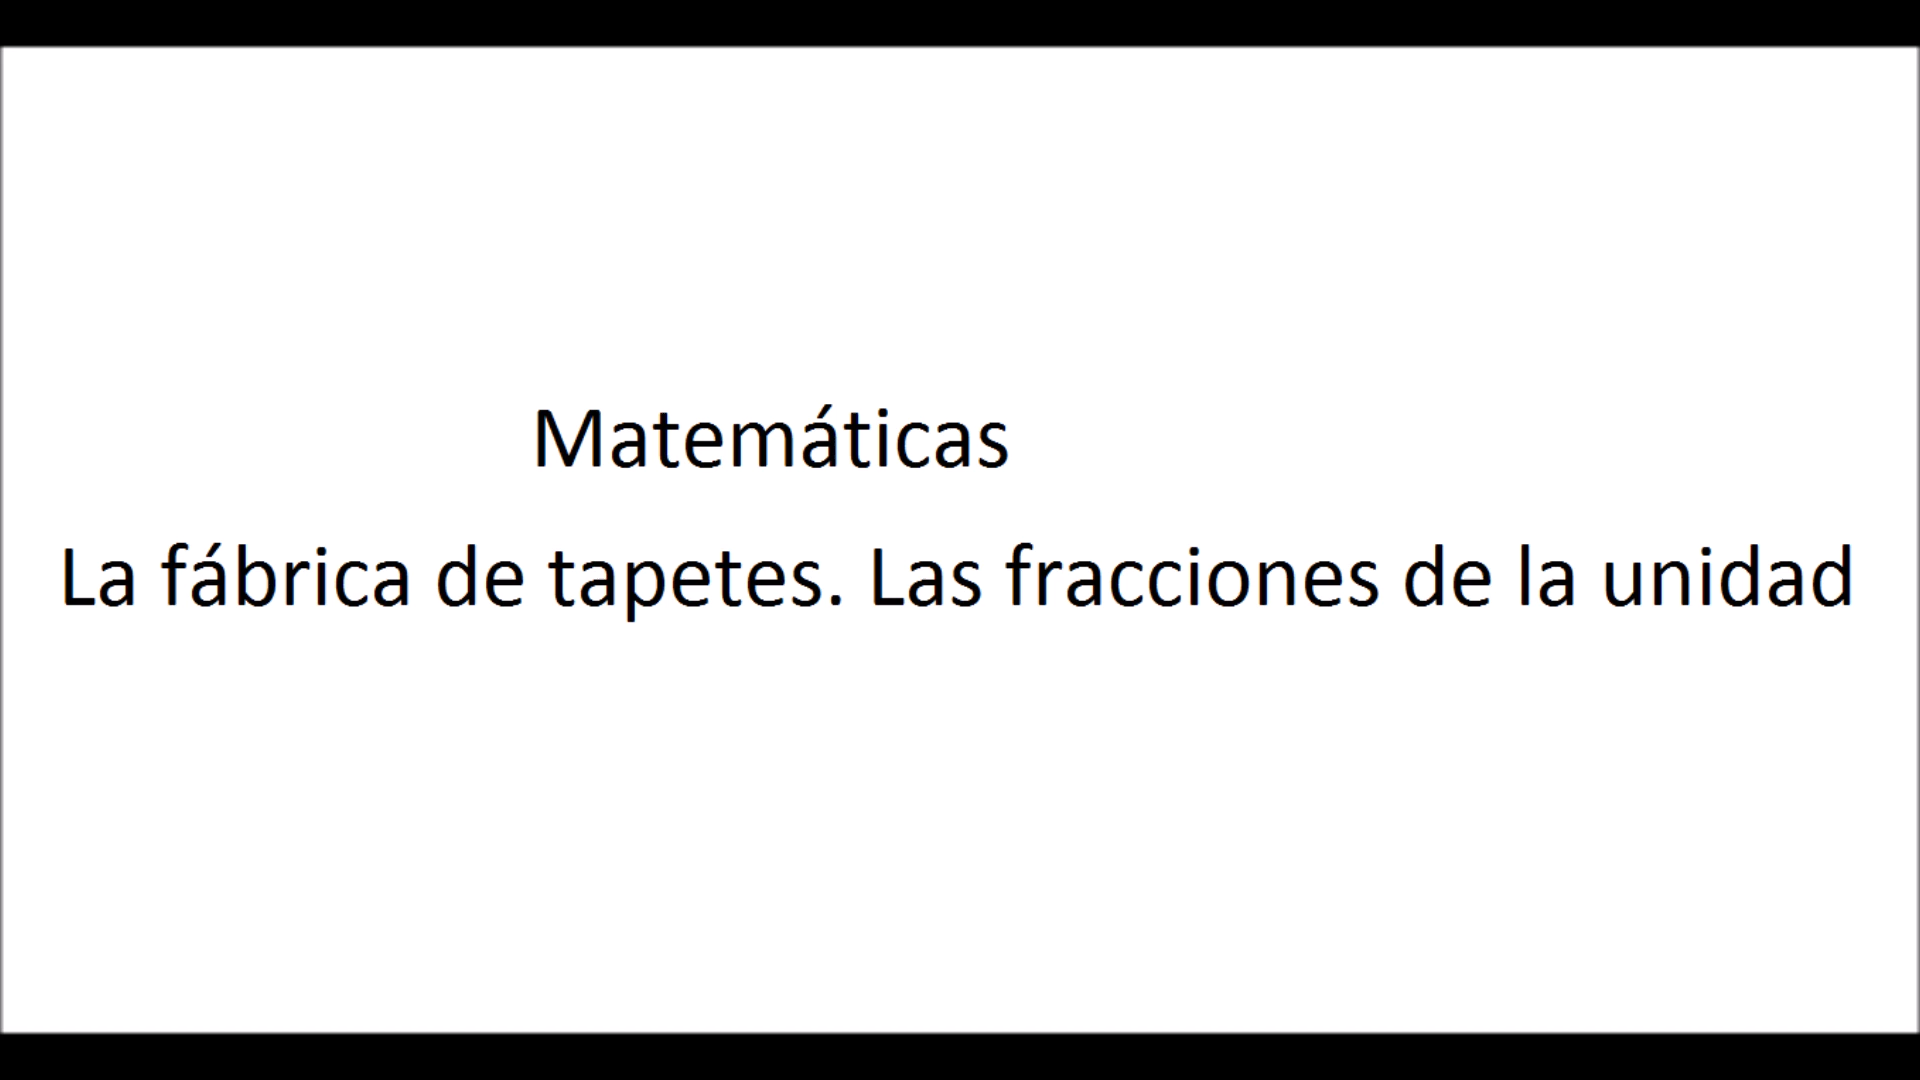 Matemáticas
La fábrica de tapetes. Las fracciones de la unidad